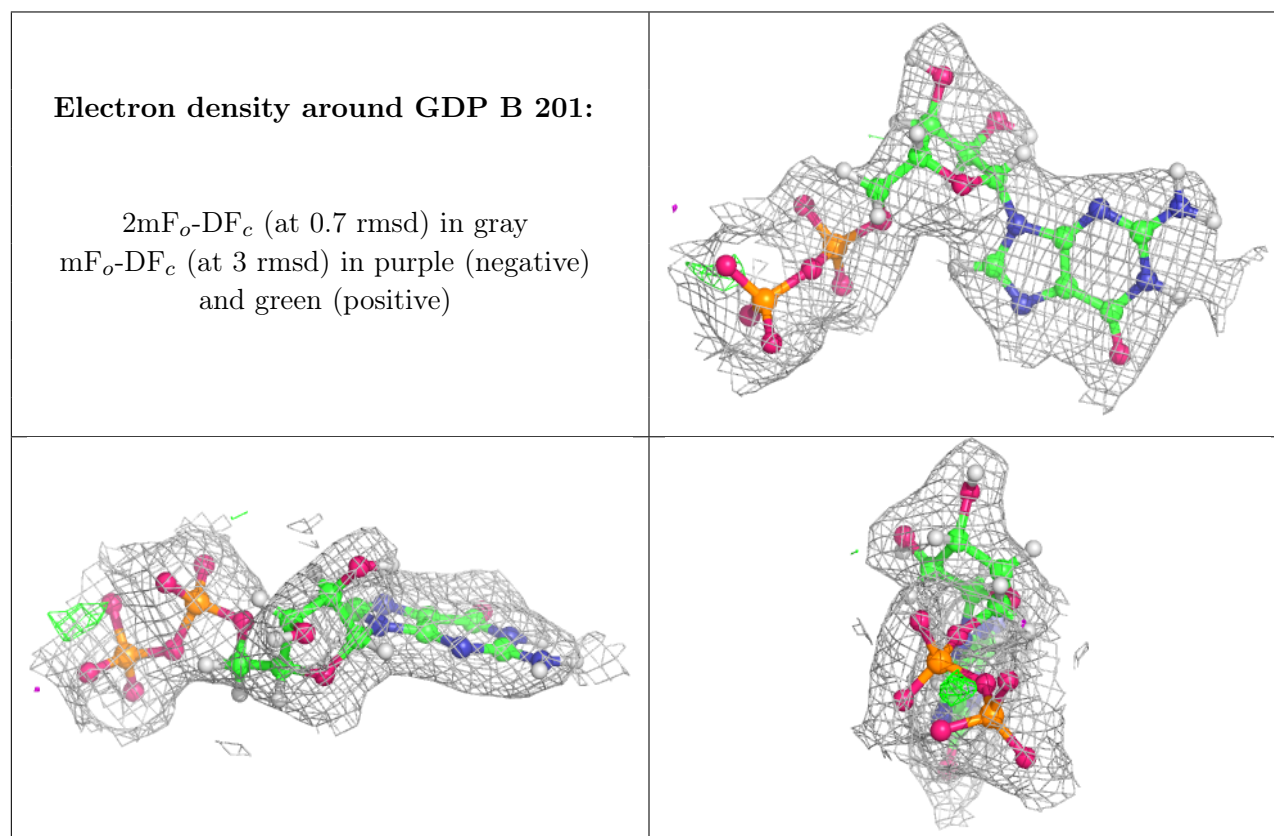 Electron density around GDP B 201:
2mFo-DFc (at 0.7 rmsd) in gray
mFo-DFc (at 3 rmsd) in purple (negative)
and green (positive)